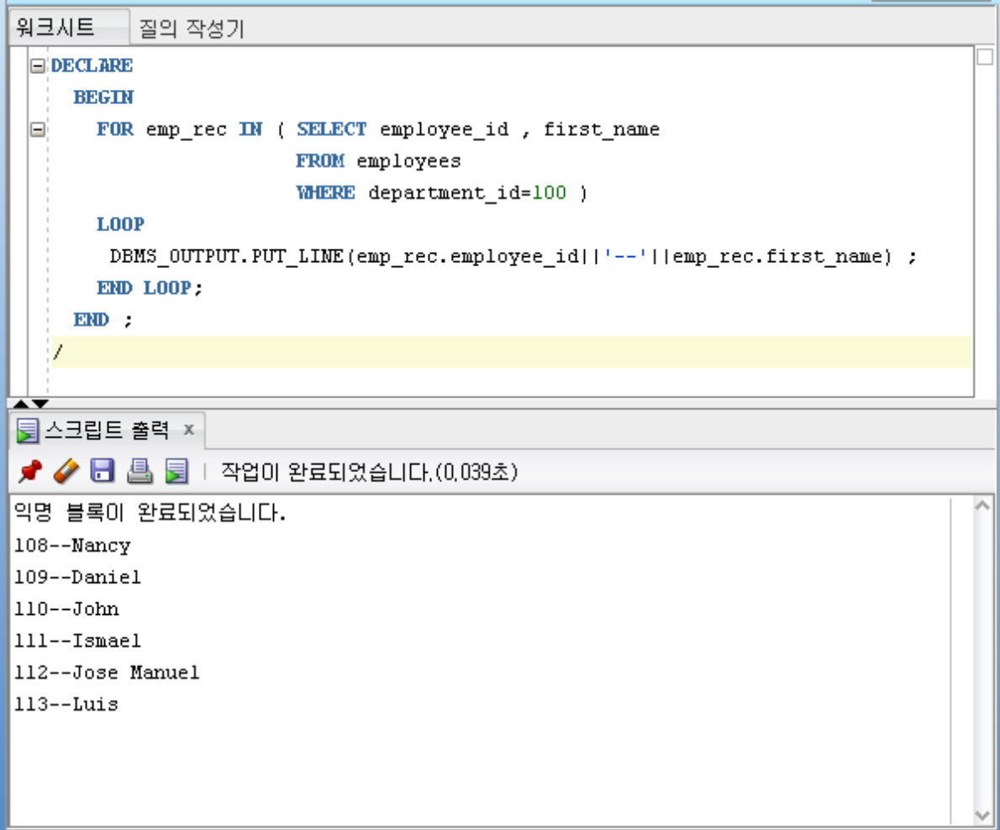 워크시트 질의 작성기
DECLARE
BEGIN
FOR emp_rec IN ( SELECT employee_id , first_name
FROM employees
WHERE department_id=100 )
LOOP
DBMS_OUTPUT.PUT_LINE(emp_rec.employee_id||'--'||emp_rec.first_name) ;
END LOOP;
END ;
/
스크립트 출력 x
작업이 완료되었습니다.(0.039초)
익명 블록이 완료되었습니다.
108--Nancy
109--Daniel
110--John
111--Ismael
112--Jose Manuel
113--Luis